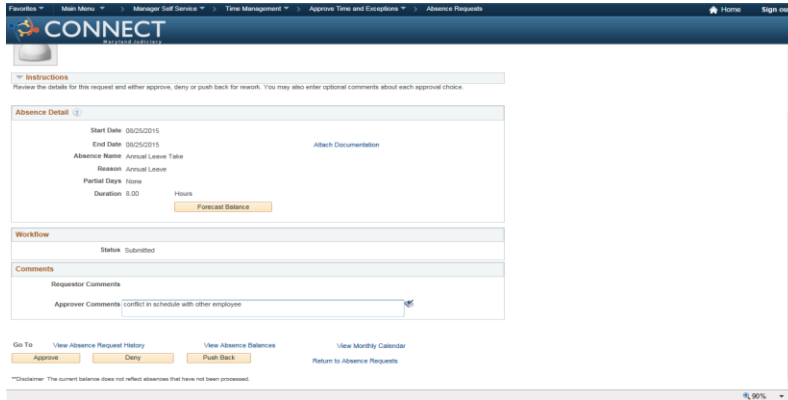 Favorites Main Menu > Manager Self Service > Time Management > Approve Time and Exceptions > Absence Requests Home Sign ou
CONNECT
Maryland Judiciary
Instructions
Review the details for this request and either approve, deny or push back for rework. You may also enter optional comments about each approval choice.
Absence Detail
Start Date 08/25/2015
End Date 08/25/2015 Attach Documentation
Absence Name Annual Leave Take
Reason Annual Leave
Partial Days None
Duration 8.00 Hours
Forecast Balance
Workflow
Status Submitted
Comments
Requestor Comments
Approver Comments conflict in schedule with other employee
Go To View Absence Request History View Absence Balances View Monthly Calendar
Approve Deny Push Back Return to Absence Requests
**Disclaimer The current balance does not reflect absences that have not been processed.
90%